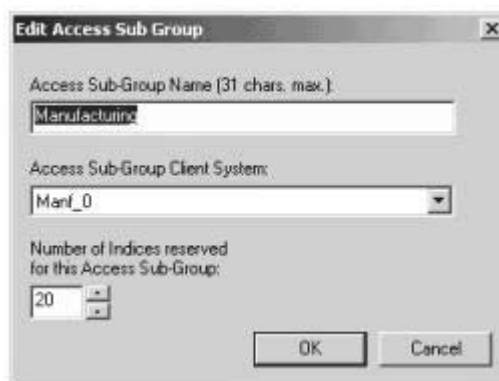 Edit Access Sub Group
Access Sub-Group Name (31 chars. max.):
Manufacturing
Access Sub-Group Client System:
Manf_0
Number of Indices reserved
for this Access Sub-Group:
20
OK Cancel